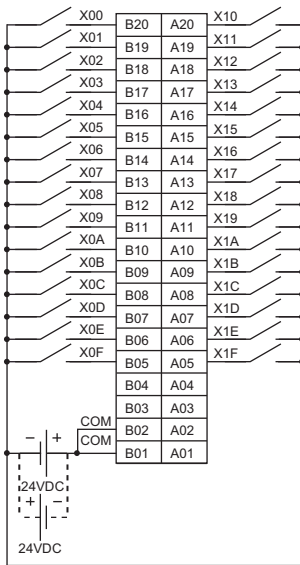 X00 B20 A20 X10
X01 B19 A19 X11
X02 B18 A18 X12
X03 B17 A17 X13
X04 B16 A16 X14
X05 B15 A15 X15
X06 B14 A14 X16
X07 B13 A13 X17
X08 B12 A12 X18
X09 B11 A11 X19
X0A B10 A10 X1A
X0B B09 A09 X1B
X0C B08 A08 X1C
X0D B07 A07 X1D
X0E B06 A06 X1E
X0F B05 A05 X1F
B04 A04
B03 A03
COM B02 A02
COM B01 A01
− +
24VDC
+ −
24VDC